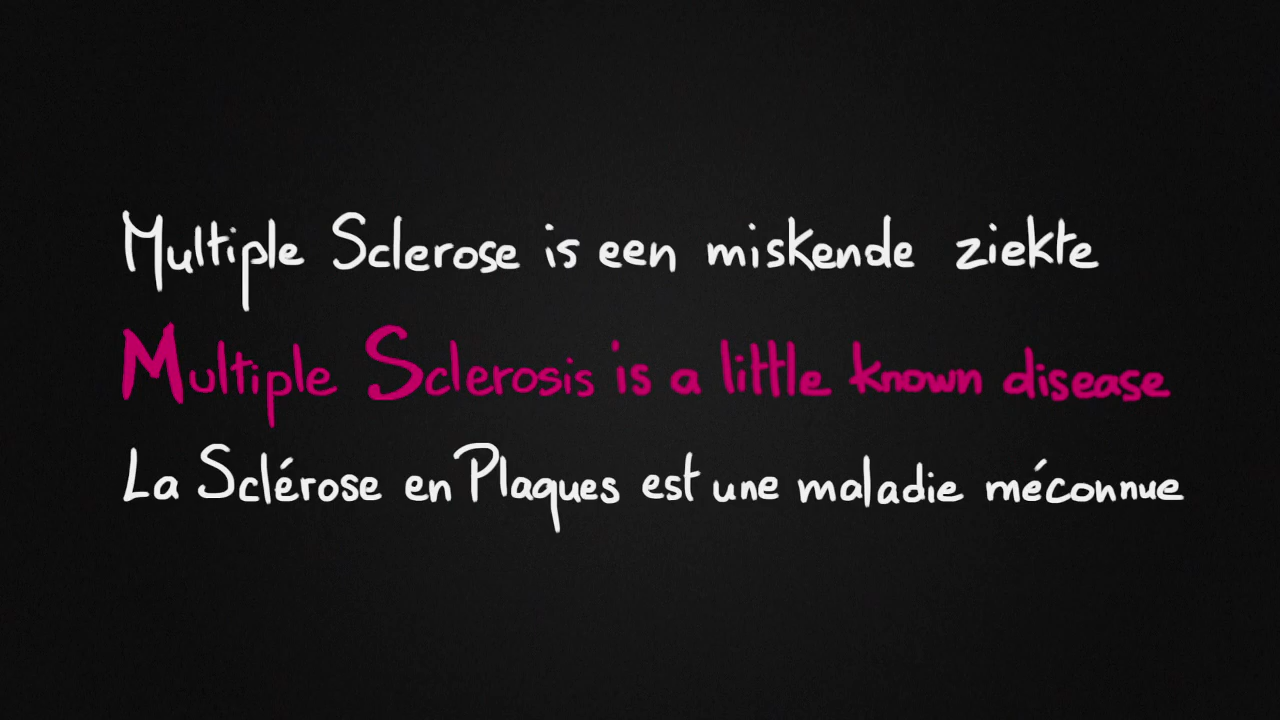 Multiple Sclerose is een miskende ziekte
Multiple Sclerosis is a little known disease
La Sclérose en Plaques est une maladie méconnue